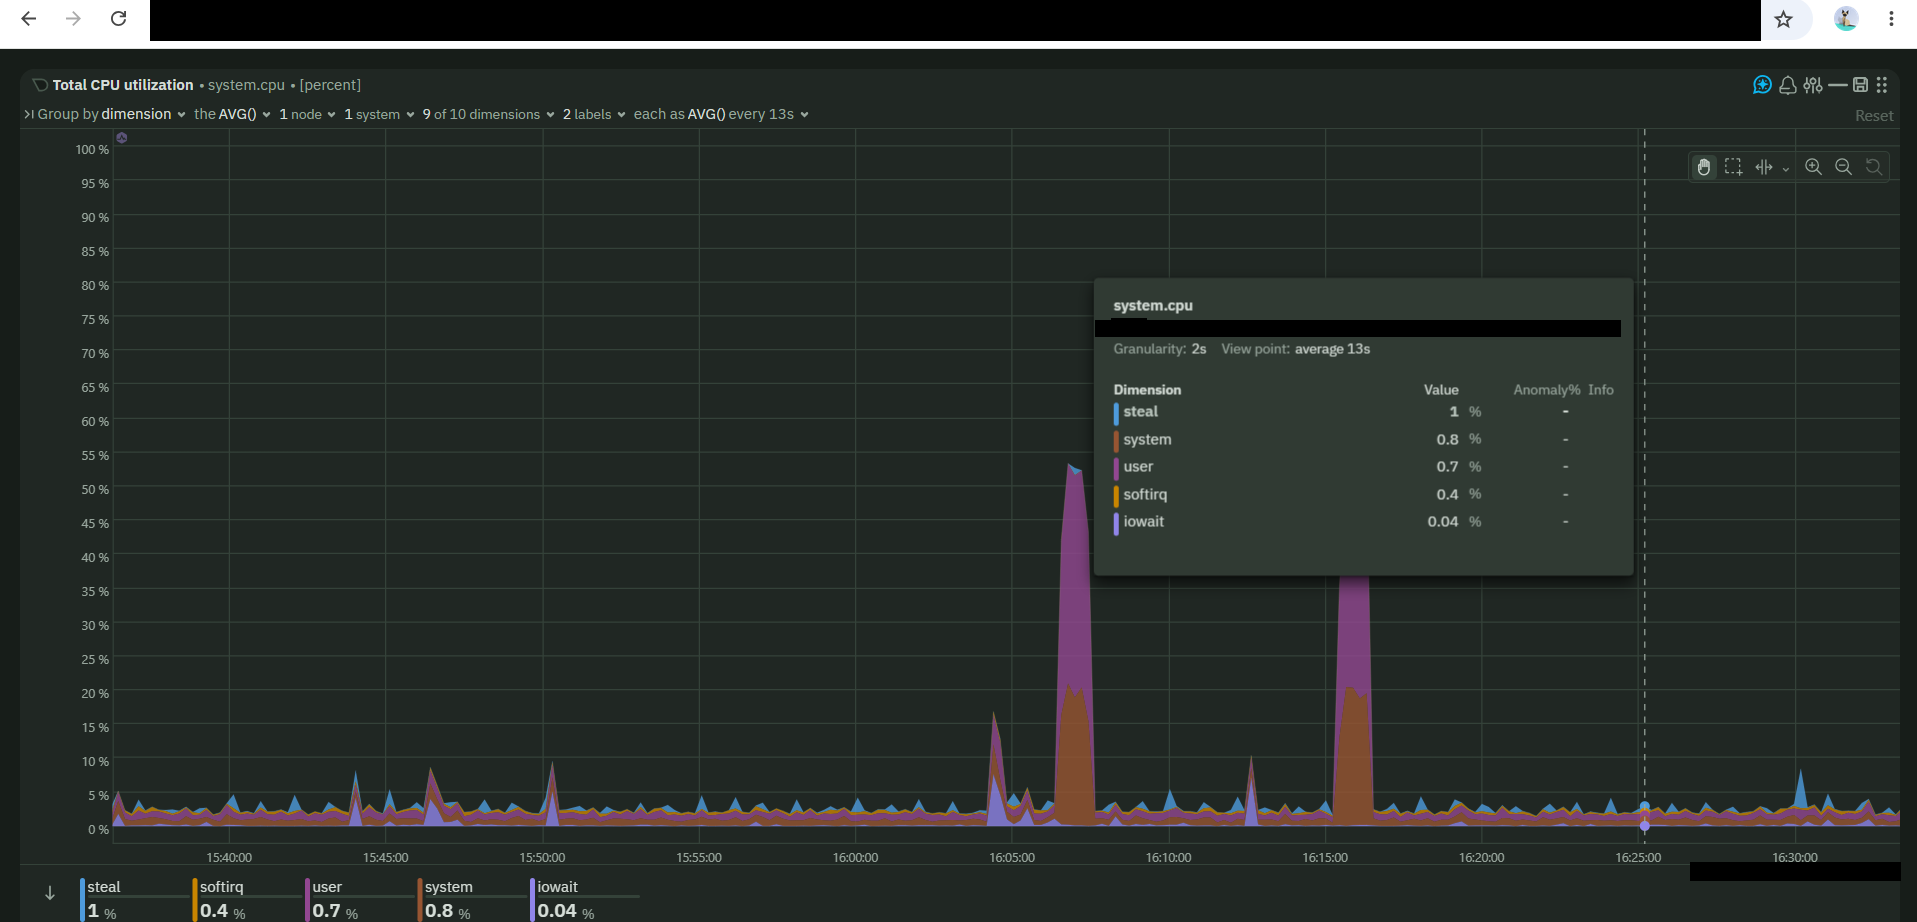 Total CPU utilization • system.cpu • [percent]
Group by dimension the AVG() 1 node 1 system 9 of 10 dimensions 2 labels each as AVG() every 13s
Reset
100 %
95 %
90 %
85 %
80 %
75 %
70 %
65 %
60 %
55 %
50 %
45 %
40 %
35 %
30 %
25 %
20 %
15 %
10 %
5 %
0 %
system.cpu
Granularity: 2s View point: average 13s
Dimension Value Anomaly% Info
steal 1 % -
system 0.8 % -
user 0.7 % -
softirq 0.4 % -
iowait 0.04 % -
15:40:00 15:45:00 15:50:00 15:55:00 16:00:00 16:05:00 16:10:00 16:15:00 16:20:00 16:25:00 16:30:00
steal softirq user system iowait
1 % 0.4 % 0.7 % 0.8 % 0.04 %